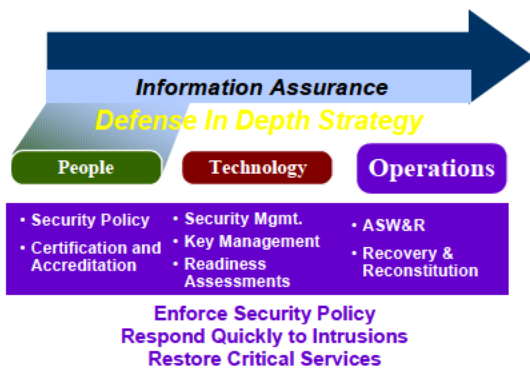 Information Assurance
Defense In Depth Strategy
People
Technology
Operations
• Security Policy
• Certification and
Accreditation
• Security Mgmt.
• Key Management
• Readiness
Assessments
• ASW&R
• Recovery &
Reconstitution
Enforce Security Policy
Respond Quickly to Intrusions
Restore Critical Services